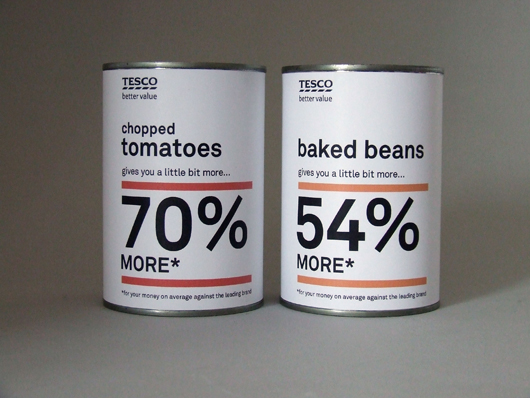 TESCO
better value
chopped
tomatoes
gives you a little bit more...
70%
MORE*
*for your money on average against the leading brand
TESCO
better value
baked beans
gives you a little bit more...
54%
MORE*
*for your money on average against the leading brand